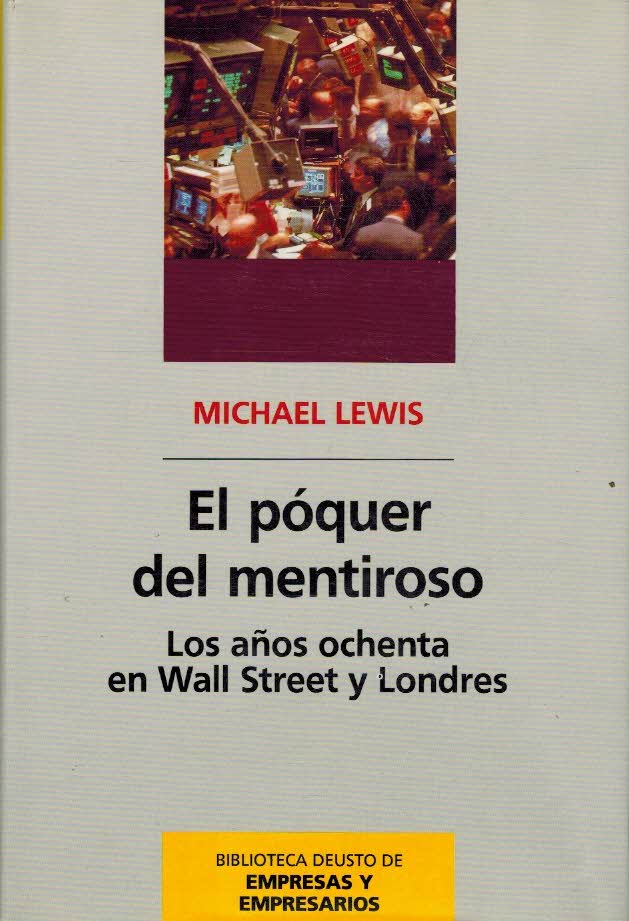 MICHAEL LEWIS
El póquer
del mentiroso
Los años ochenta
en Wall Street y Londres
BIBLIOTECA DEUSTO DE
EMPRESAS Y
EMPRESARIOS